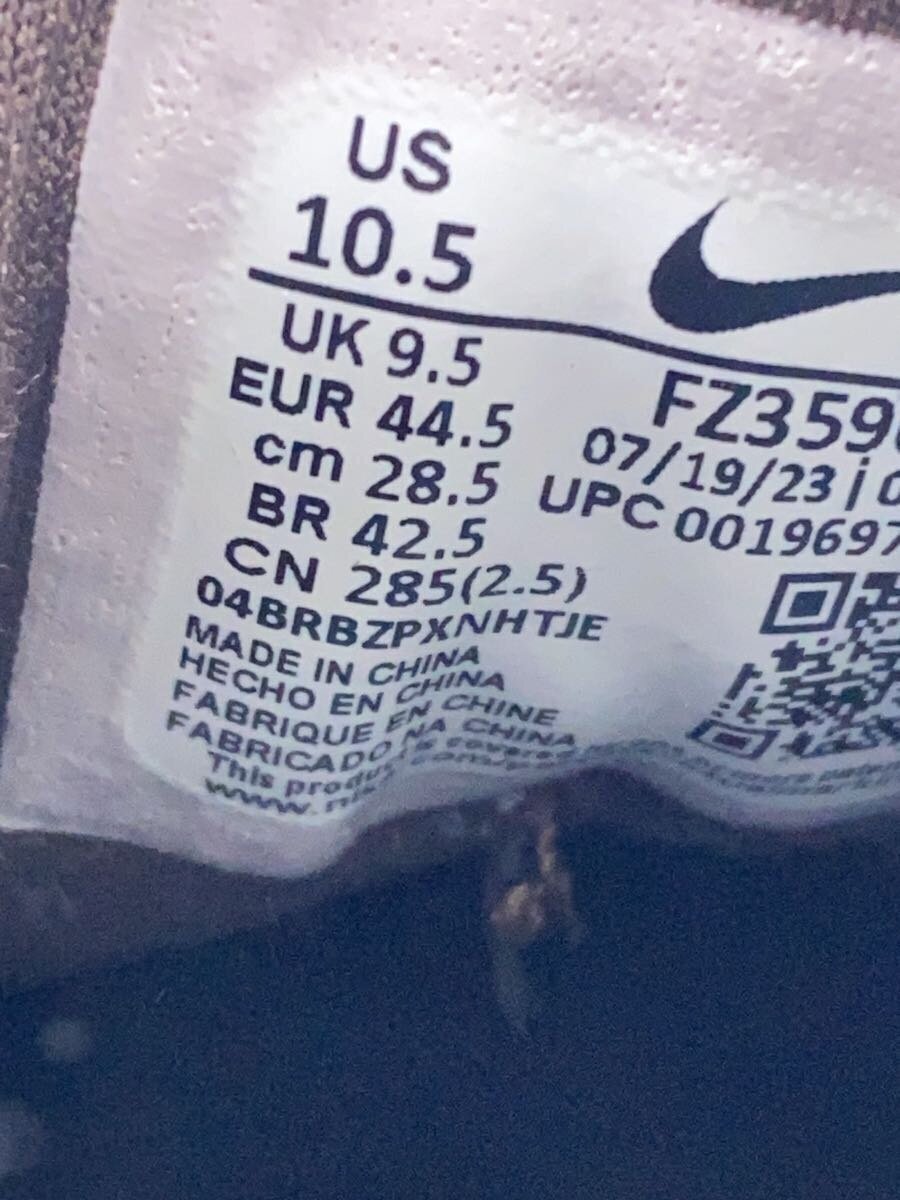 US
10.5
UK 9.5
EUR 44.5
cm 28.5
BR 42.5
CN 285(2.5)
04BRBZPXNHTJE
MADE IN CHINA
HECHO EN CHINA
FABRIQUE EN CHINE
FABRICADO NA CHINA
This
FZ359
07/19/23
UPC 0019697